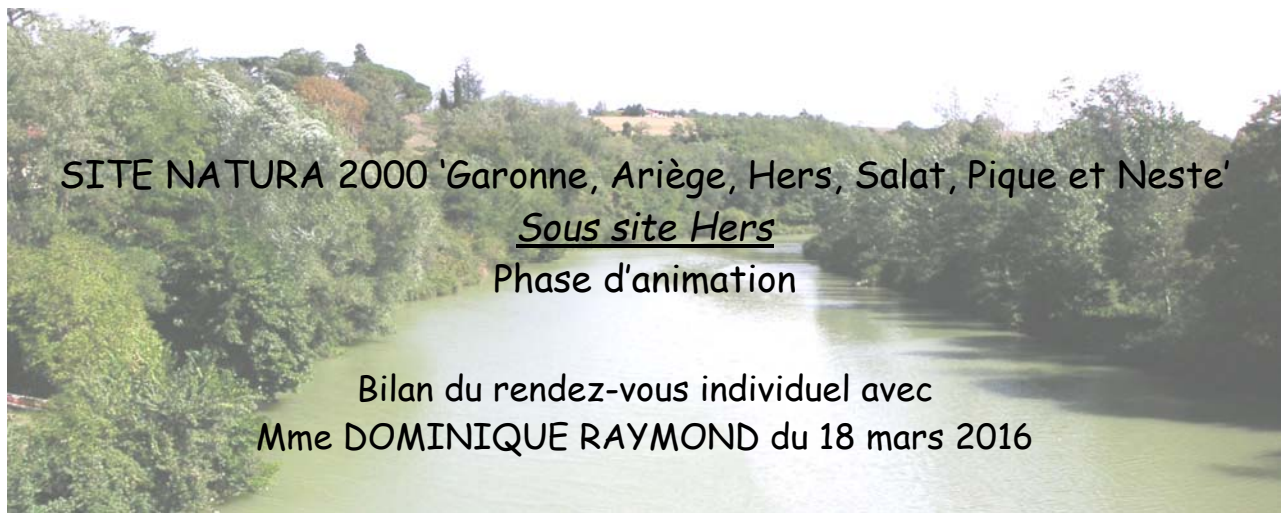 SITE NATURA 2000 ‘Garonne, Ariège, Hers, Salat, Pique et Neste’
Sous site Hers
Phase d’animation
Bilan du rendez-vous individuel avec
Mme DOMINIQUE RAYMOND du 18 mars 2016